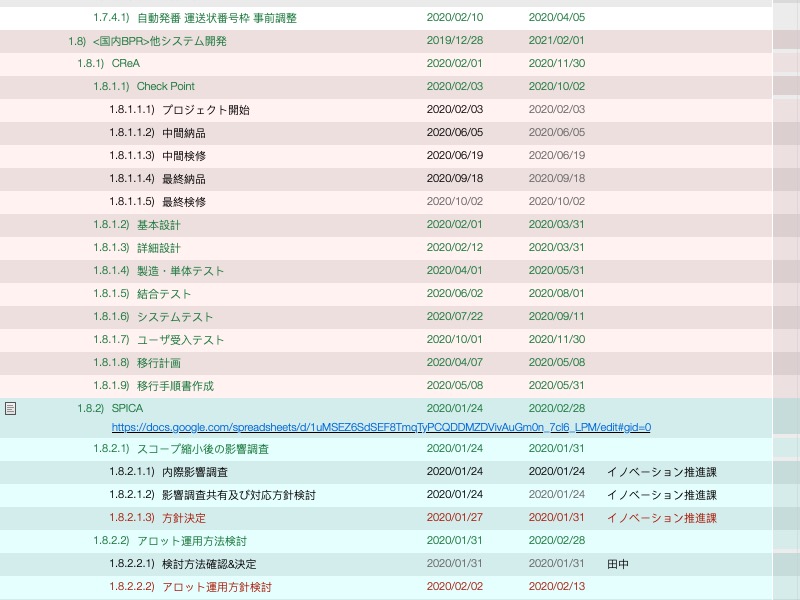 1.7.4.1) 自動発番 運送状番号枠 事前調整 2020/02/10 2020/04/05
1.8) <国内BPR>他システム開発 2019/12/28 2021/02/01
1.8.1) CReA 2020/02/01 2020/11/30
1.8.1.1) Check Point 2020/02/03 2020/10/02
1.8.1.1.1) プロジェクト開始 2020/02/03 2020/02/03
1.8.1.1.2) 中間納品 2020/06/05 2020/06/05
1.8.1.1.3) 中間検修 2020/06/19 2020/06/19
1.8.1.1.4) 最終納品 2020/09/18 2020/09/18
1.8.1.1.5) 最終検修 2020/10/02 2020/10/02
1.8.1.2) 基本設計 2020/02/01 2020/03/31
1.8.1.3) 詳細設計 2020/02/12 2020/03/31
1.8.1.4) 製造・単体テスト 2020/04/01 2020/05/31
1.8.1.5) 結合テスト 2020/06/02 2020/08/01
1.8.1.6) システムテスト 2020/07/22 2020/09/11
1.8.1.7) ユーザ受入テスト 2020/10/01 2020/11/30
1.8.1.8) 移行計画 2020/04/07 2020/05/08
1.8.1.9) 移行手順書作成 2020/05/08 2020/05/31
1.8.2) SPICA 2020/01/24 2020/02/28
https://docs.google.com/spreadsheets/d/1uMSEZ6SdSEF8TmqTyPCQDDMZDVivAuGm0n_7cl6_LPM/edit#gid=0
1.8.2.1) スコープ縮小後の影響調査 2020/01/24 2020/01/31
1.8.2.1.1) 内際影響調査 2020/01/24 2020/01/24 イノベーション推進課
1.8.2.1.2) 影響調査共有及び対応方針検討 2020/01/24 2020/01/24 イノベーション推進課
1.8.2.1.3) 方針決定 2020/01/27 2020/01/31 イノベーション推進課
1.8.2.2) アロット運用方法検討 2020/01/31 2020/02/28
1.8.2.2.1) 検討方法確認&決定 2020/01/31 2020/01/31 田中
1.8.2.2.2) アロット運用方針検討 2020/02/02 2020/02/13